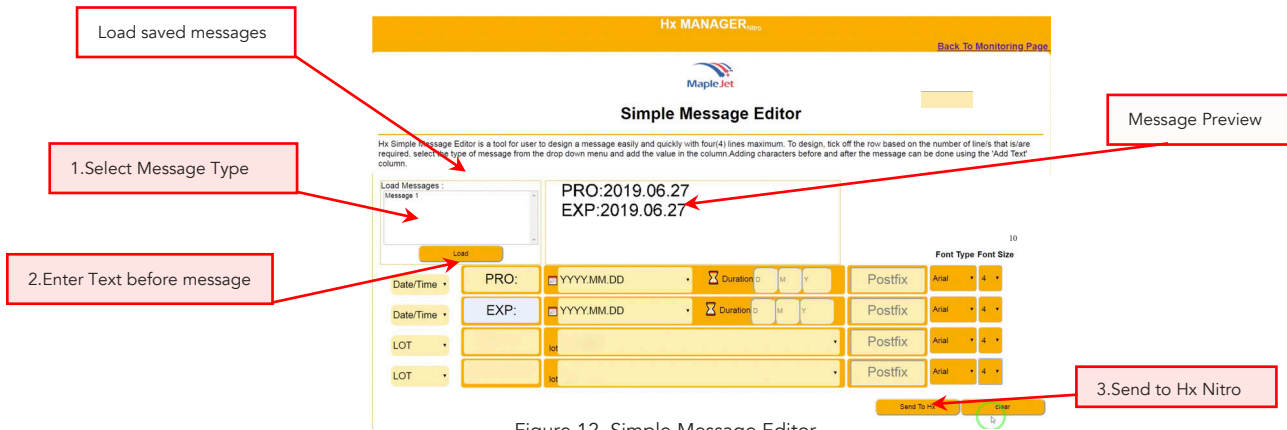 Hx MANAGER Nitro
Load saved messages
Back To Monitoring Page
MapleJet
Simple Message Editor
Message Preview
Hx Simple Message Editor is a tool for user to design a message easily and quickly with four(4) lines maximum. To design, tick off the row based on the number of line/s that is/are
required. select the type of message from the drop down menu and add the value in the column.Adding characters before and after the message can be done using the 'Add Text'
column.
1.Select Message Type
Load Messages :
Message 1
PRO:2019.06.27
EXP:2019.06.27
10
Load
Font Type Font Size
2.Enter Text before message
Date/Time PRO: YYYY.MM.DD Duration D M Y Postfix Arial 4
Date/Time EXP: YYYY.MM.DD Duration D M Y Postfix Arial 4
LOT lot Postfix Arial 4
LOT lot Postfix Arial 4
3.Send to Hx Nitro
Send To Hx clear
Figure 12 Simple Message Editor